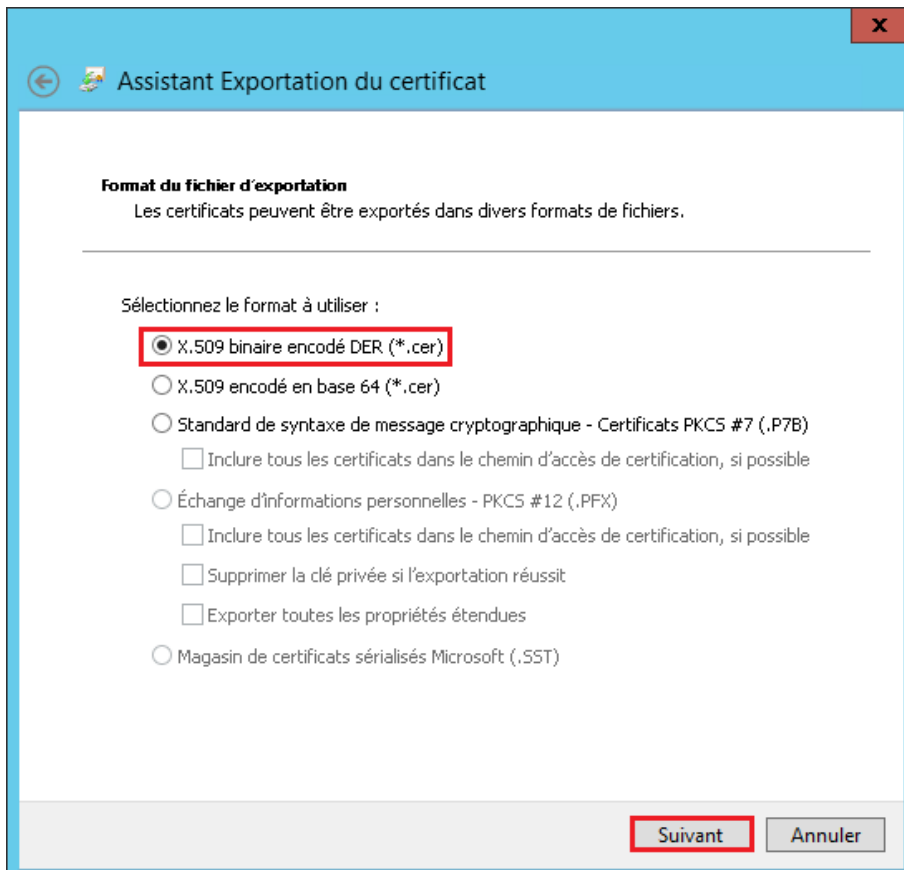 x
Assistant Exportation du certificat
Format du fichier d'exportation
Les certificats peuvent être exportés dans divers formats de fichiers.
Sélectionnez le format à utiliser :
X.509 binaire encodé DER (*.cer)
X.509 encodé en base 64 (*.cer)
Standard de syntaxe de message cryptographique - Certificats PKCS #7 (.P7B)
Inclure tous les certificats dans le chemin d'accès de certification, si possible
Échange d'informations personnelles - PKCS #12 (.PFX)
Inclure tous les certificats dans le chemin d'accès de certification, si possible
Supprimer la clé privée si l'exportation réussit
Exporter toutes les propriétés étendues
Magasin de certificats sérialisés Microsoft (.SST)
Suivant Annuler